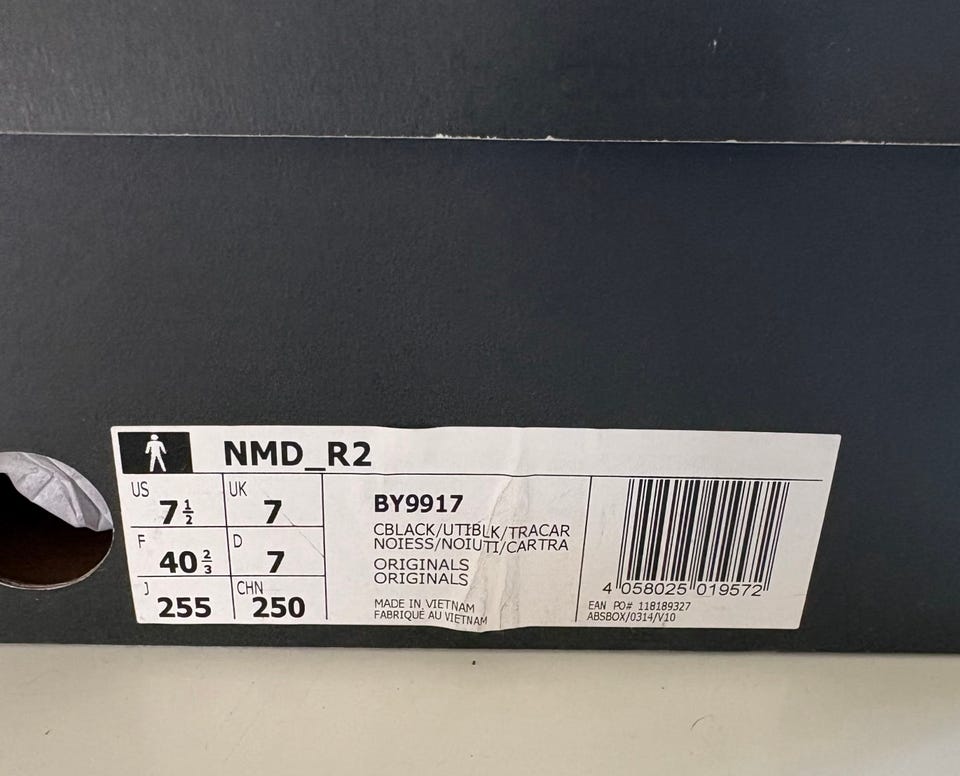 NMD_R2
US 7 1/2 UK 7
F 40 2/3 D 7
J 255 CHN 250
BY9917
CBLACK/UTIBLK/TRACAR
NOIESS/NOIUTI/CARTRA
ORIGINALS
ORIGINALS
MADE IN VIETNAM
FABRIQUÉ AU VIETNAM
4 058025 019572
EAN PO# 118189327
ABSBOX/0314/V10